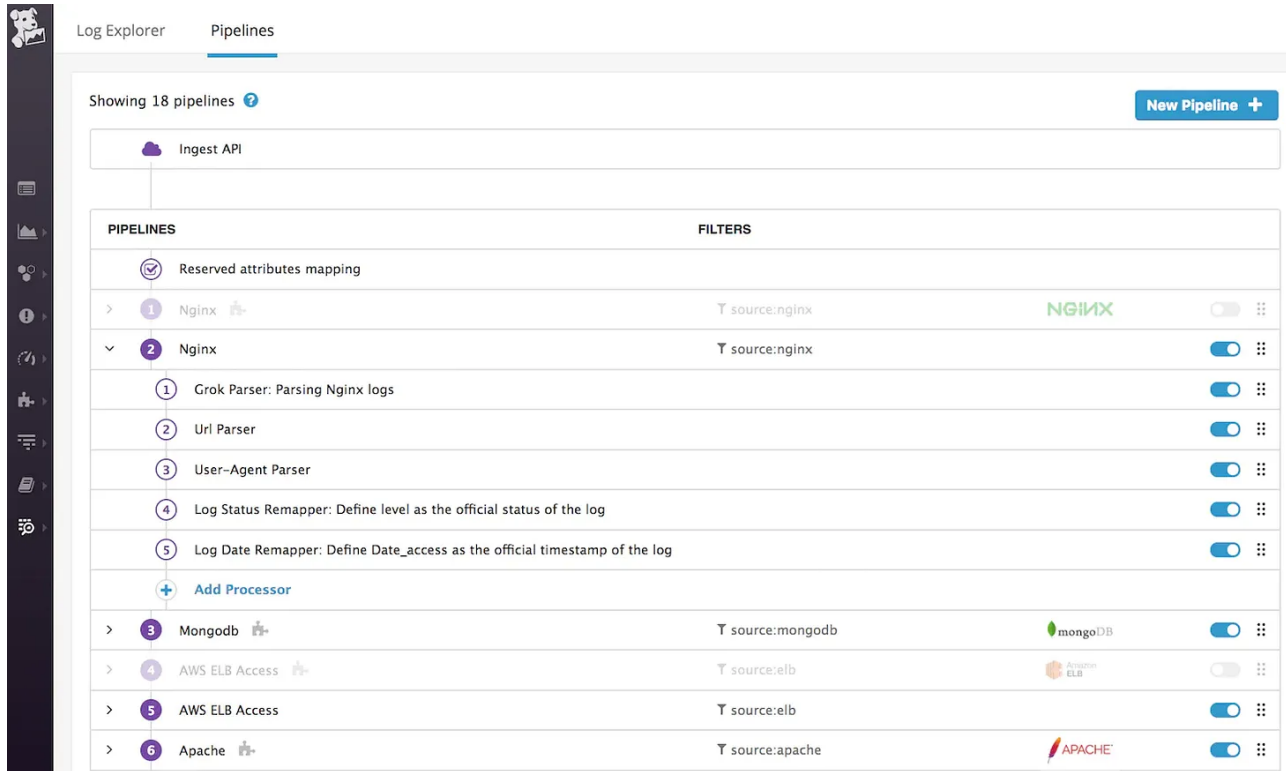 Log Explorer Pipelines
Showing 18 pipelines ?
New Pipeline +
Ingest API
PIPELINES FILTERS
Reserved attributes mapping
1 Nginx source:nginx NGINX
2 Nginx source:nginx
1 Grok Parser: Parsing Nginx logs
2 Url Parser
3 User-Agent Parser
4 Log Status Remapper: Define level as the official status of the log
5 Log Date Remapper: Define Date_access as the official timestamp of the log
+ Add Processor
3 Mongodb source:mongodb mongoDB
4 AWS ELB Access source:elb Amazon ELB
5 AWS ELB Access source:elb
6 Apache source:apache APACHE